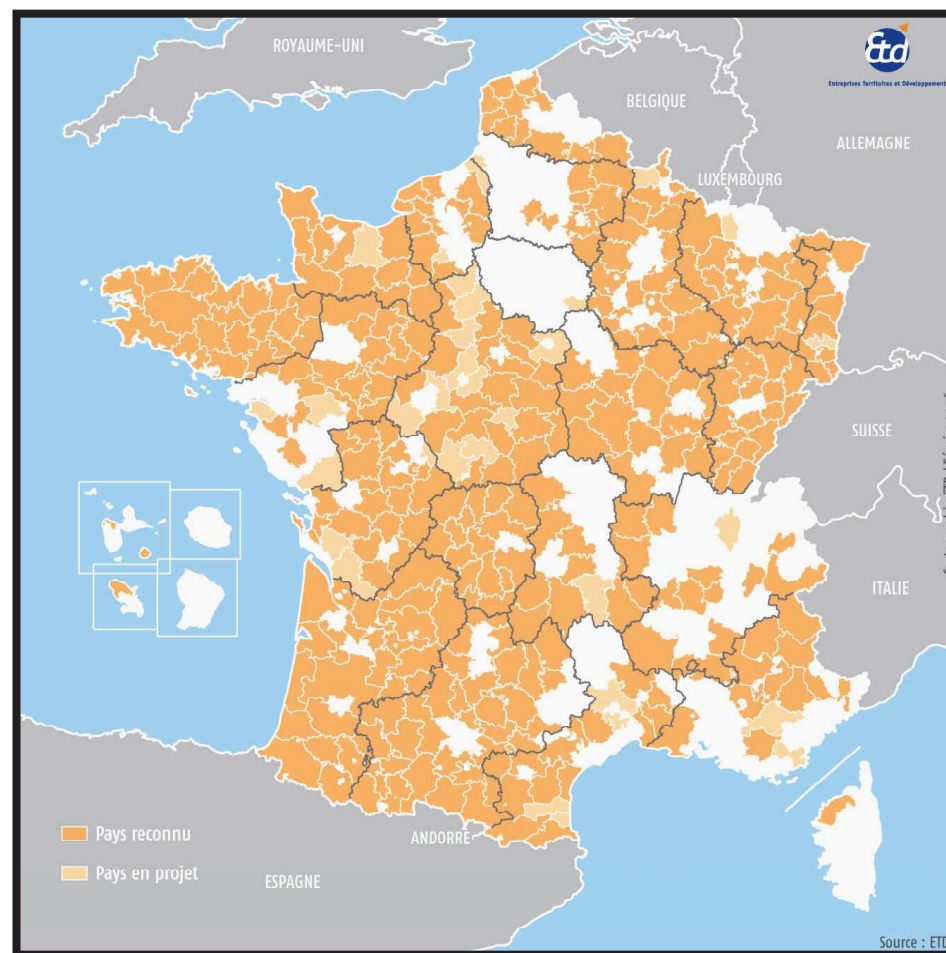 ROYAUME-UNI
Etd
Entreprises Territoires et Développement
BELGIQUE
ALLEMAGNE
LUXEMBOURG
SUISSE
ITALIE
Pays reconnu
ANDORRE
Pays en projet
ESPAGNE
Source : ETD